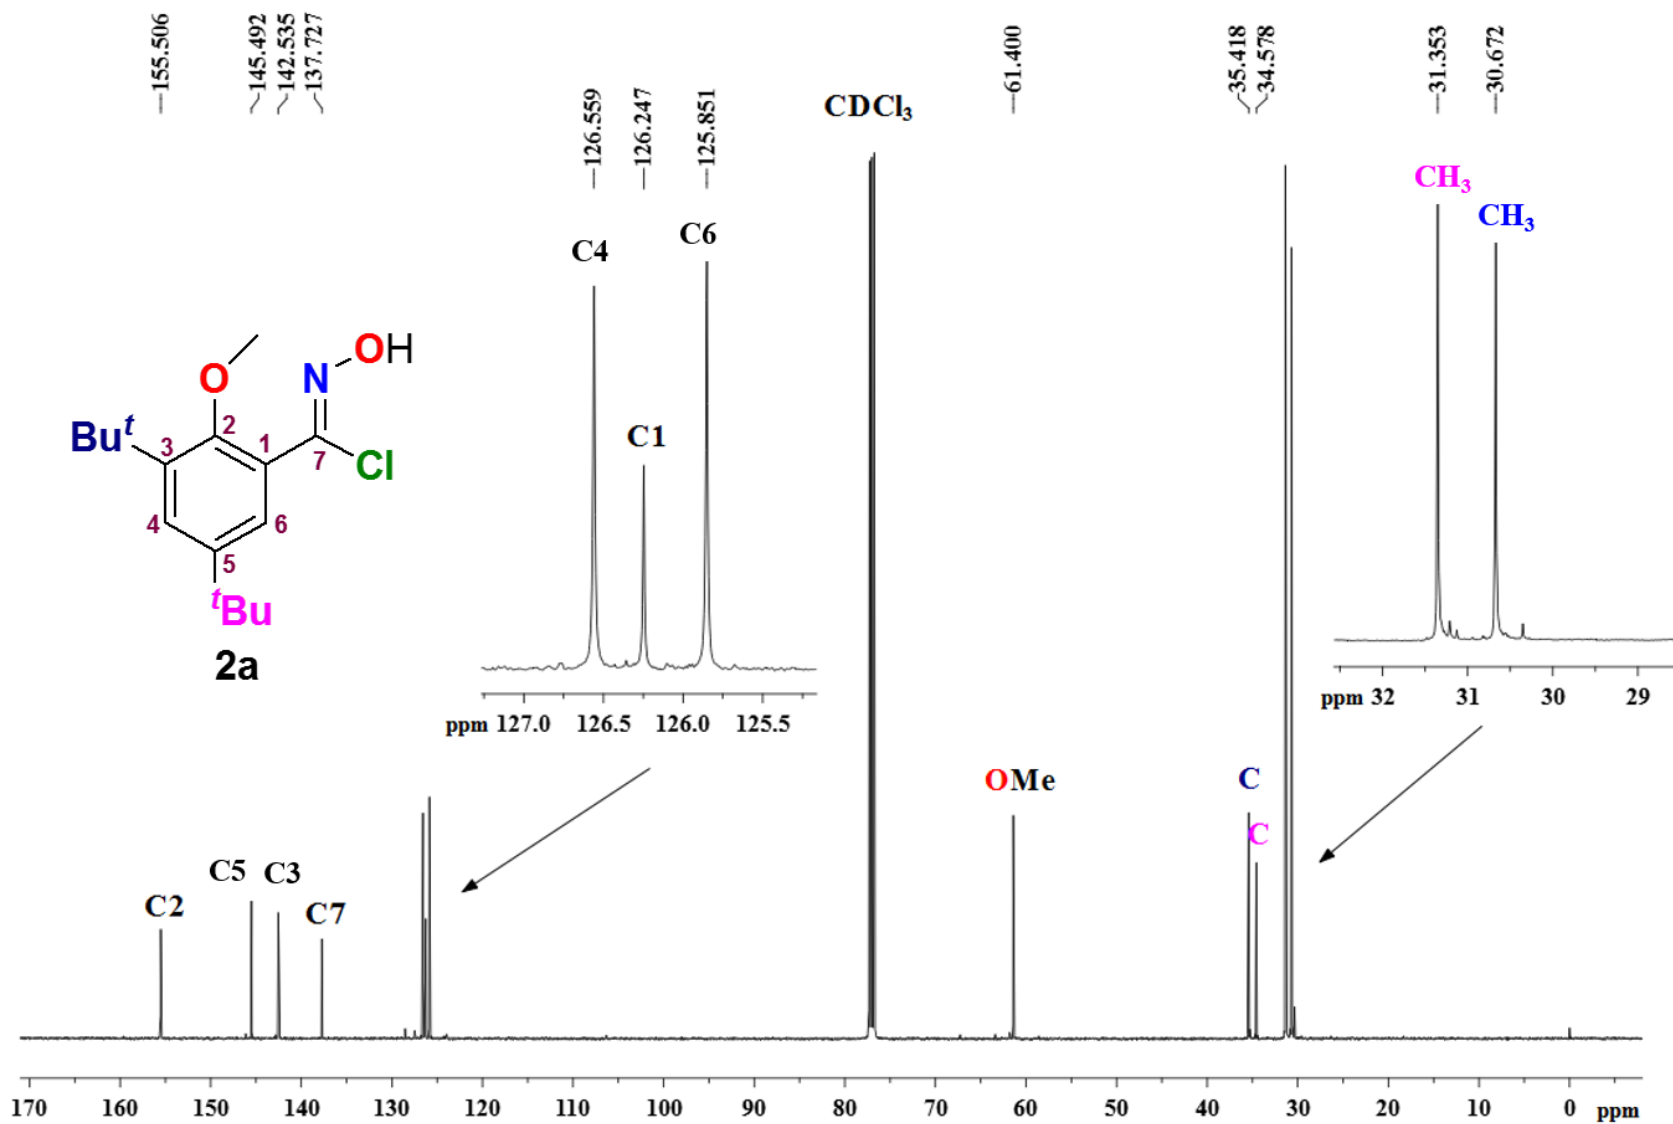 155.506
145.492
142.535
137.727
126.559
126.247
125.851
CDCl₃
61.400
35.418
34.578
31.353
30.672
C4
C1
C6
ppm 127.0 126.5 126.0 125.5
CH₃
CH₃
ppm 32 31 30 29
O
N
OH
Buᵗ
2
3
1
7
Cl
4
6
5
ᵗBu
2a
OMe
C
C
C2
C5
C3
C7
170 160 150 140 130 120 110 100 90 80 70 60 50 40 30 20 10 0 ppm